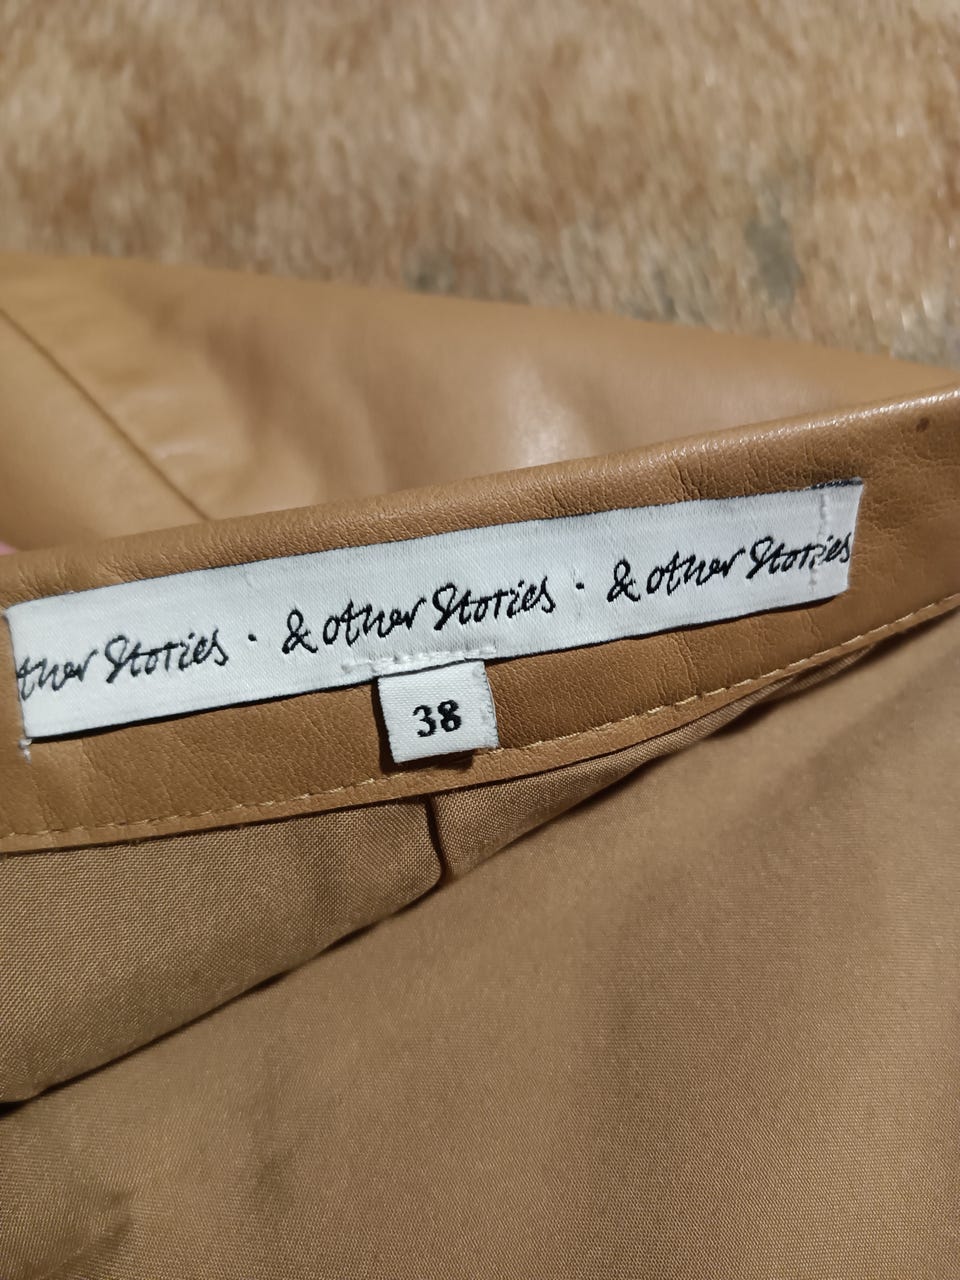 ther Stories · & Other Stories · & Other Stories
38